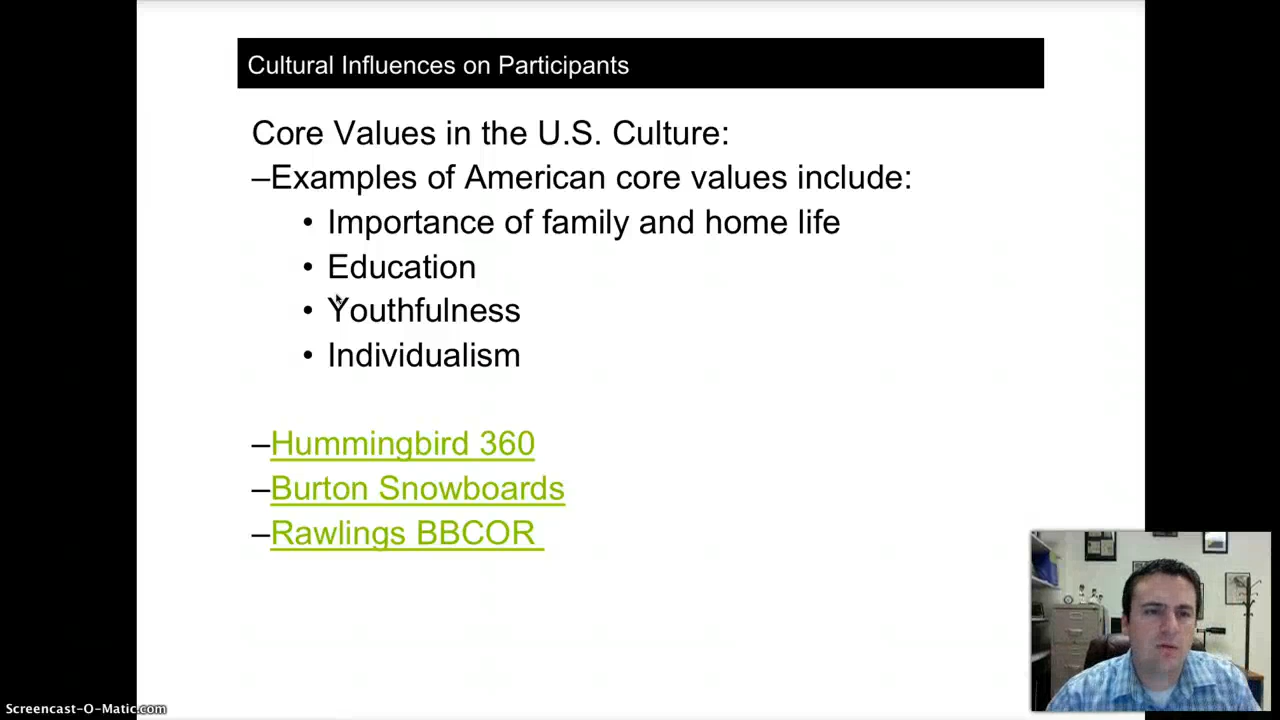 Cultural Influences on Participants
Core Values in the U.S. Culture:
–Examples of American core values include:
• Importance of family and home life
• Education
• Youthfulness
• Individualism
–Hummingbird 360
–Burton Snowboards
–Rawlings BBCOR
Screencast-O-Matic.com